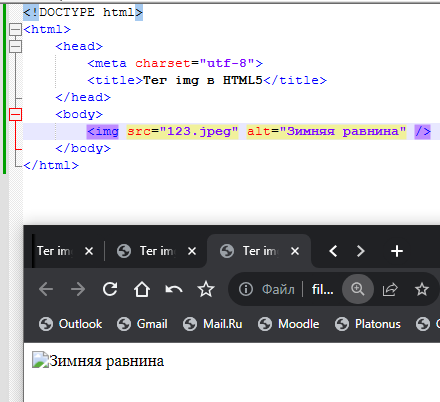 <!DOCTYPE html>
<html>
<head>
<meta charset="utf-8">
<title>Тег img в HTML5</title>
</head>
<body>
<img src="123.jpeg" alt="Зимняя равнина" />
</body>
</html>
Тег im Тег im Тег im
Файл fil...
Outlook Gmail Mail.Ru Moodle Platonus
Зимняя равнина